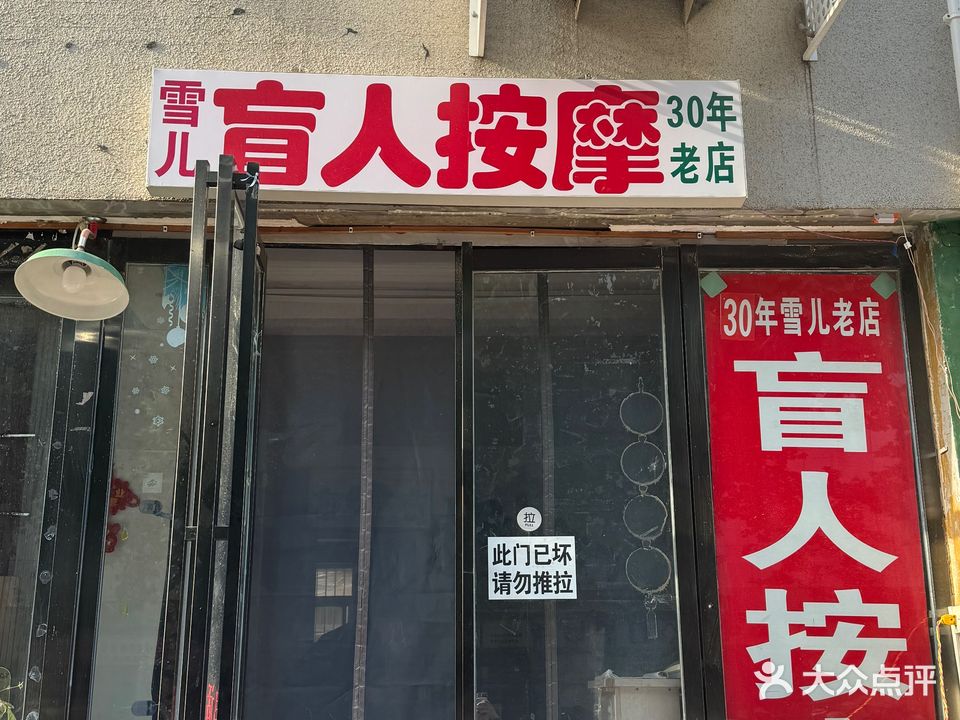 雪儿
盲人按摩
30年
老店
30年雪儿老店
盲人按
拉
此门已坏
请勿推拉
大众点评